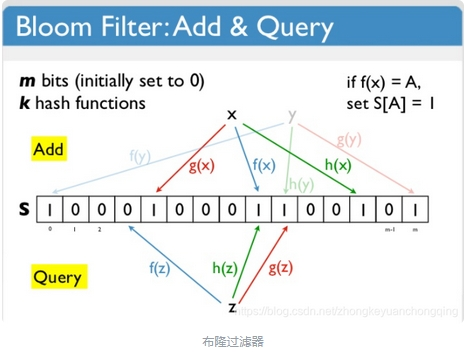 Bloom Filter: Add & Query
m bits (initially set to 0)
k hash functions
if f(x) = A,
set S[A] = 1
x
y
Add
f(y)
g(x)
f(x)
h(x)
g(y)
h(y)
S 1 0 0 0 1 0 0 0 1 1 0 0 1 0 1
0 1 2 m-1 m
Query
f(z)
h(z)
g(z)
z
https://blog.csdn.net/zhongkeyuanchongqing
布隆过滤器